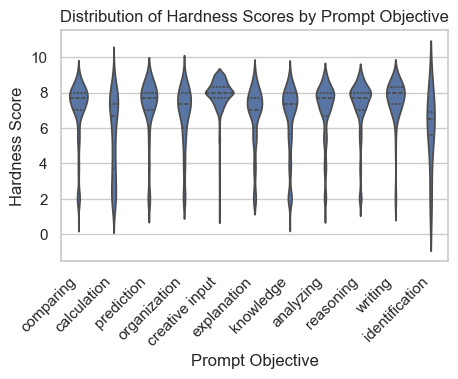 Distribution of Hardness Scores by Prompt Objective
Hardness Score
10
8
6
4
2
0
comparing
calculation
prediction
organization
creative input
explanation
knowledge
analyzing
reasoning
writing
identification
Prompt Objective